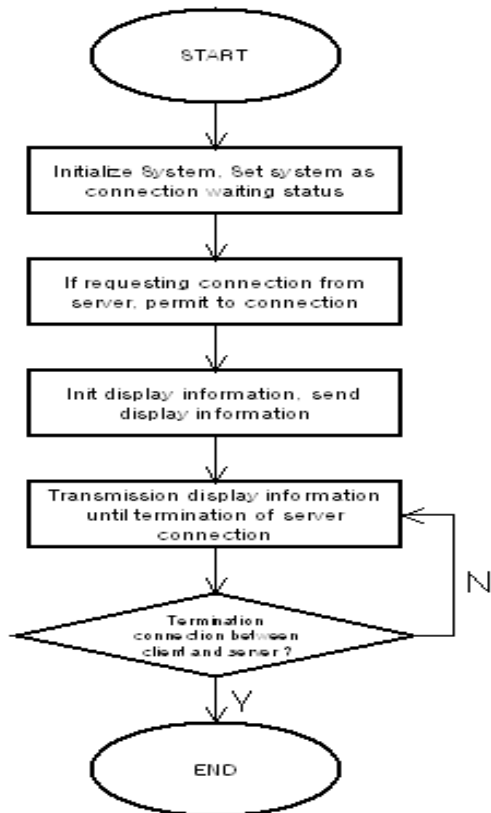 START
Initialize System, Set system as
connection waiting status
If requesting connection from
server, permit to connection
Init display information, send
display information
Transmission display information
until termination of server
connection
N
Termination
connection between
client and server ?
Y
END